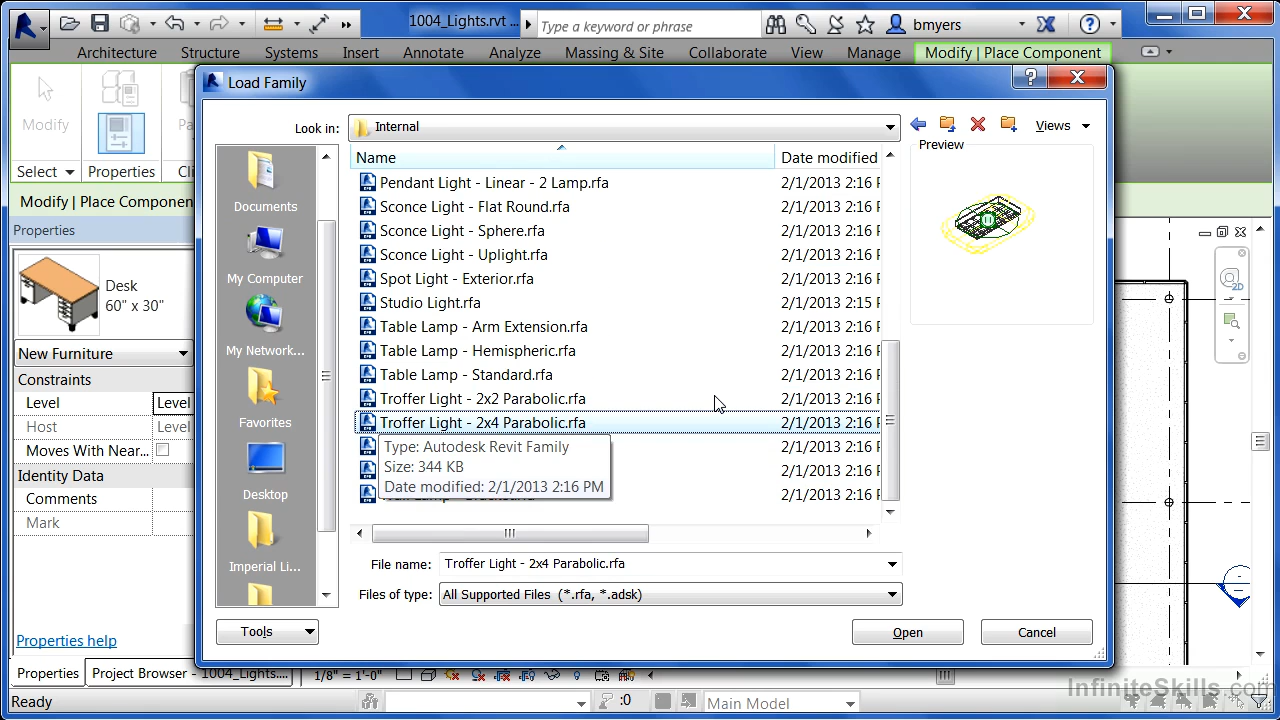 1004_Lights.rvt ...
Type a keyword or phrase
bmyers
Architecture Structure Systems Insert Annotate Analyze Massing & Site Collaborate View Manage Modify | Place Component
Load Family
Look in: Internal
Views
Modify
Select Properties
Modify | Place
Properties
Desk
60" x 30"
New Furniture
Constraints
Level Level
Host Level
Moves With Near...
Identity Data
Comments
Mark
Properties help
Properties Project Browser - 1004_Lights....
Ready
Documents
My Computer
My Network...
Favorites
Desktop
Imperial Li...
Name Date modified
Pendant Light - Linear - 2 Lamp.rfa 2/1/2013 2:16
Sconce Light - Flat Round.rfa 2/1/2013 2:16
Sconce Light - Sphere.rfa 2/1/2013 2:16
Sconce Light - Uplight.rfa 2/1/2013 2:16
Spot Light - Exterior.rfa 2/1/2013 2:16
Studio Light.rfa 2/1/2013 2:15
Table Lamp - Arm Extension.rfa 2/1/2013 2:16
Table Lamp - Hemispheric.rfa 2/1/2013 2:16
Table Lamp - Standard.rfa 2/1/2013 2:16
Troffer Light - 2x2 Parabolic.rfa 2/1/2013 2:16
Troffer Light - 2x4 Parabolic.rfa 2/1/2013 2:16
2/1/2013 2:16
2/1/2013 2:16
2/1/2013 2:16
Type: Autodesk Revit Family
Size: 344 KB
Date modified: 2/1/2013 2:16 PM
Preview
File name: Troffer Light - 2x4 Parabolic.rfa
Files of type: All Supported Files (*.rfa, *.adsk)
Tools Open Cancel
1/8" = 1'-0"
:0
Main Model
2D
InfiniteSkills.com